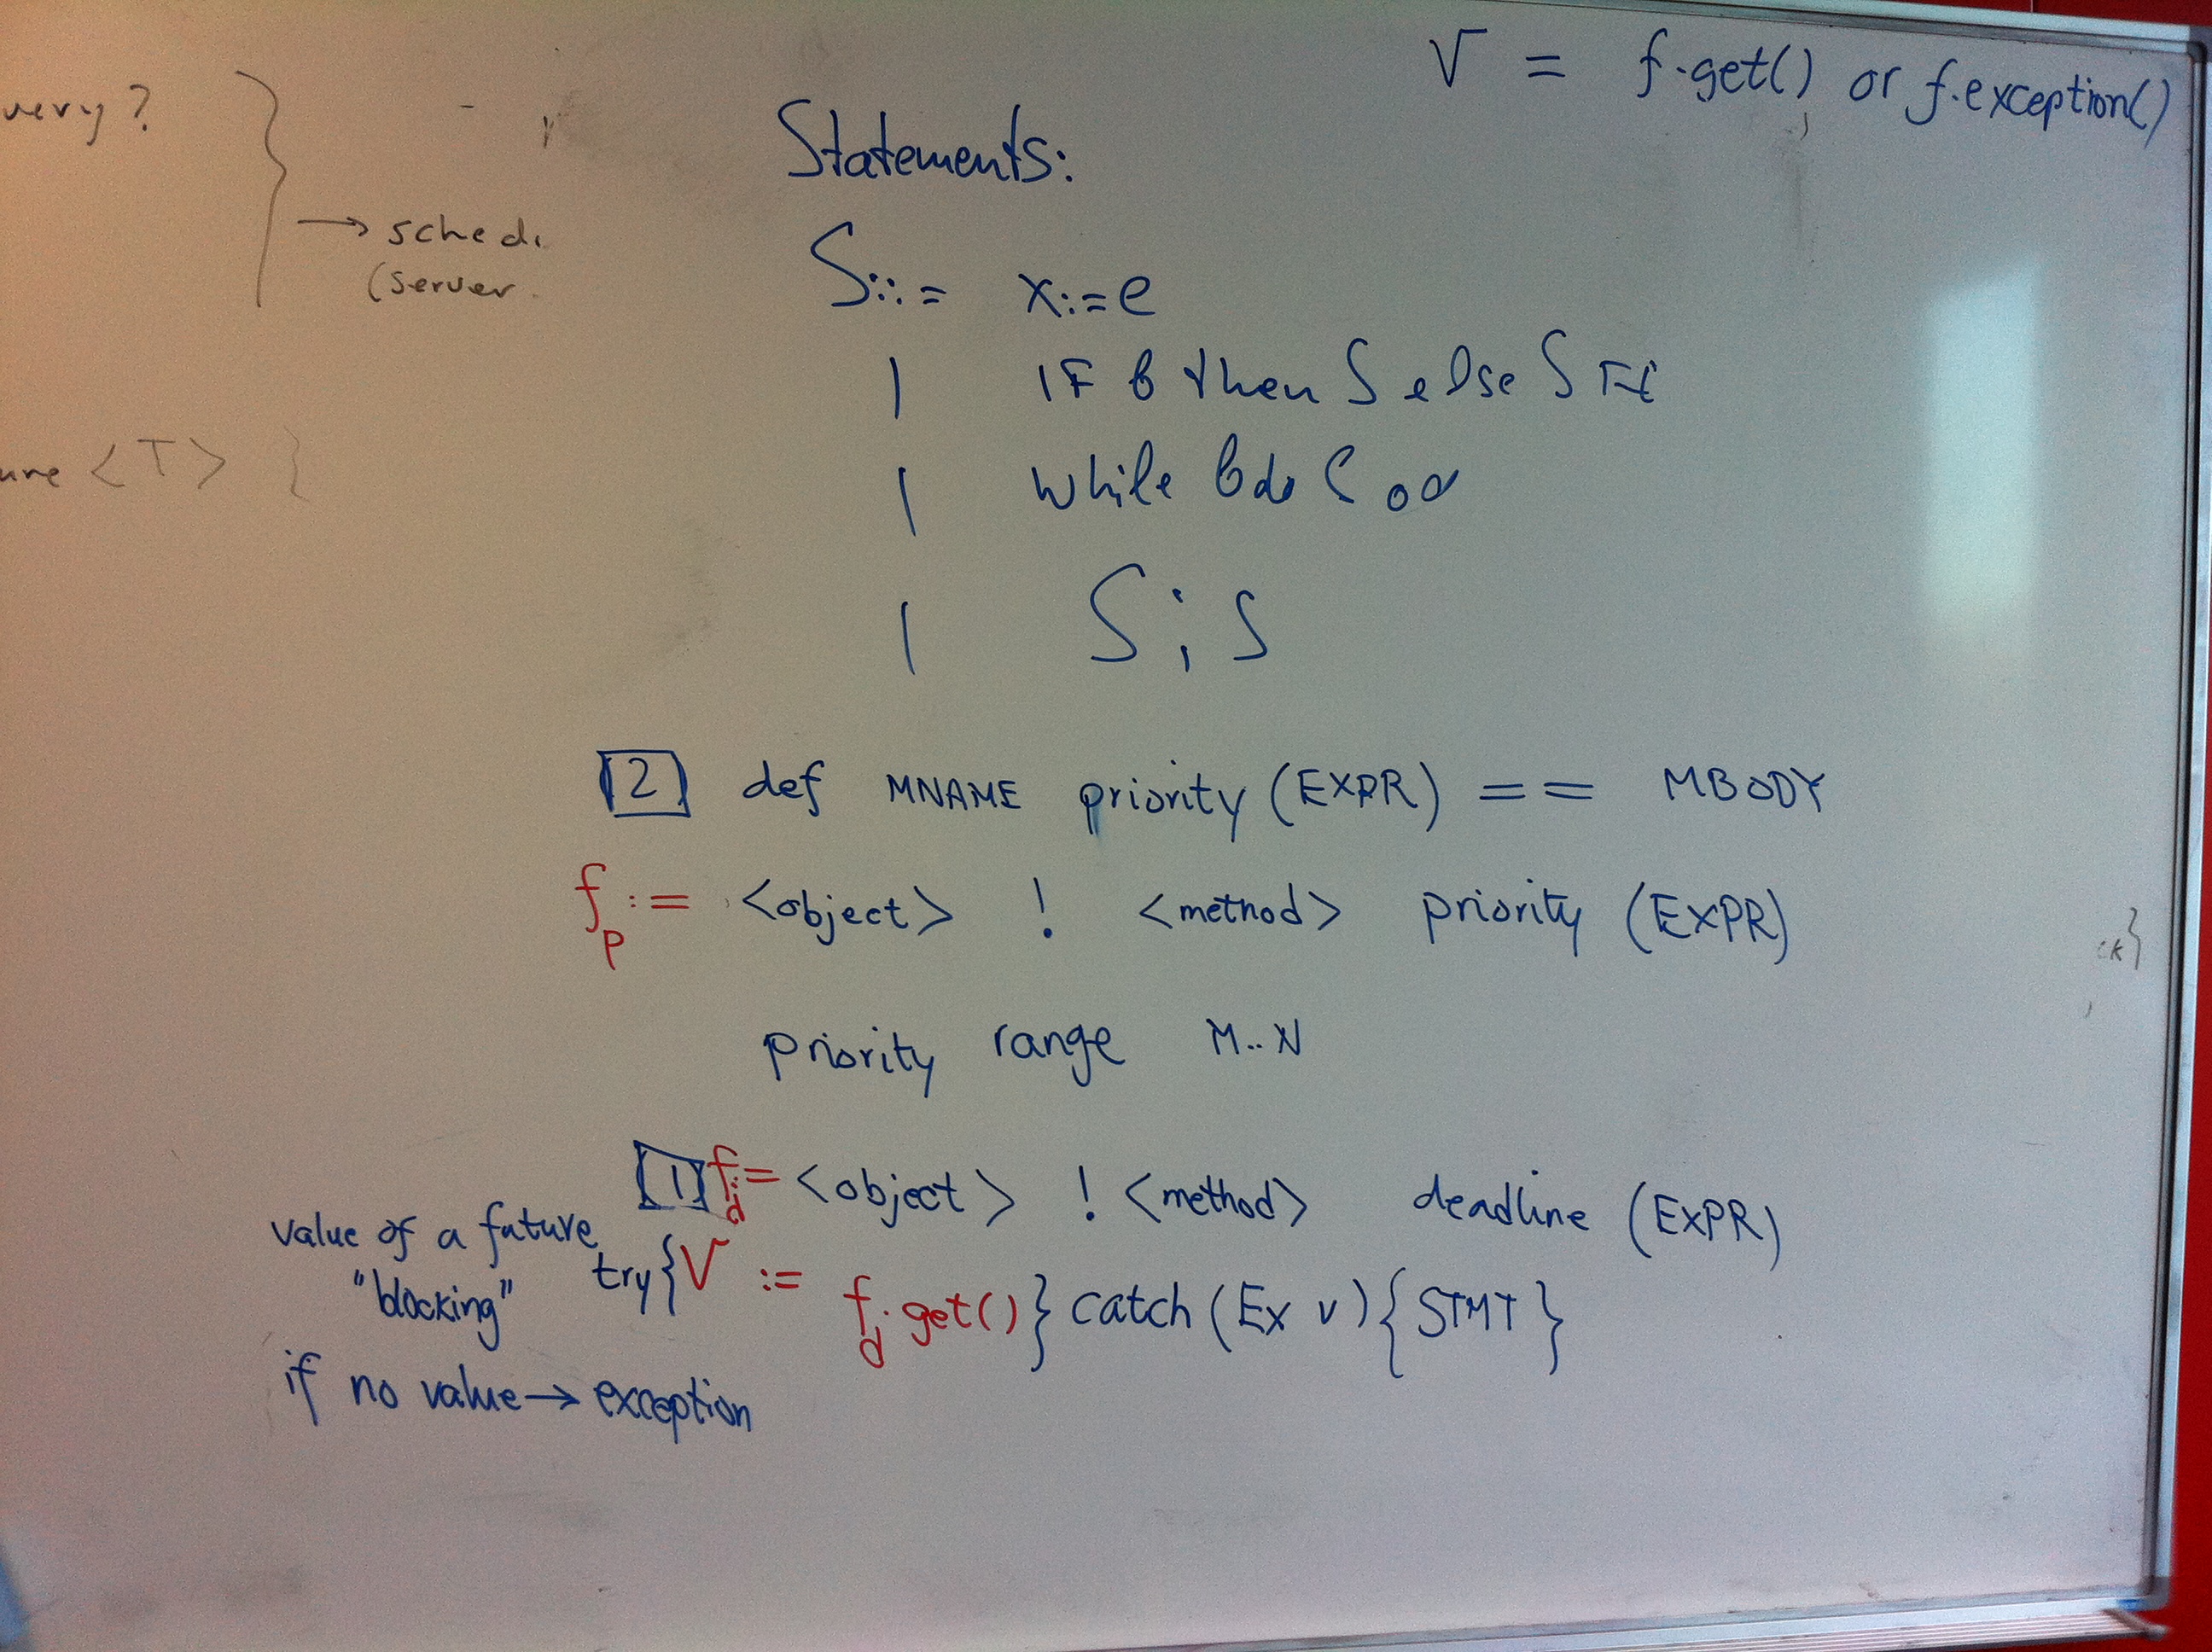 V = f.get() or f.exception()
very?
Statements:
→ sched
(server
S::= x:=e
| IF b then S else S FI
<T> }
| while b do S od
| S ; S
[2] def MNAME priority (EXPR) == MBODY
f_p := <object> ! <method> priority (EXPR)
priority range M..N
[1] f_d := <object> ! <method> deadline (EXPR)
value of a future
"blocking"
try{V := f_d.get()} catch (Ex v) {STMT}
if no value → exception